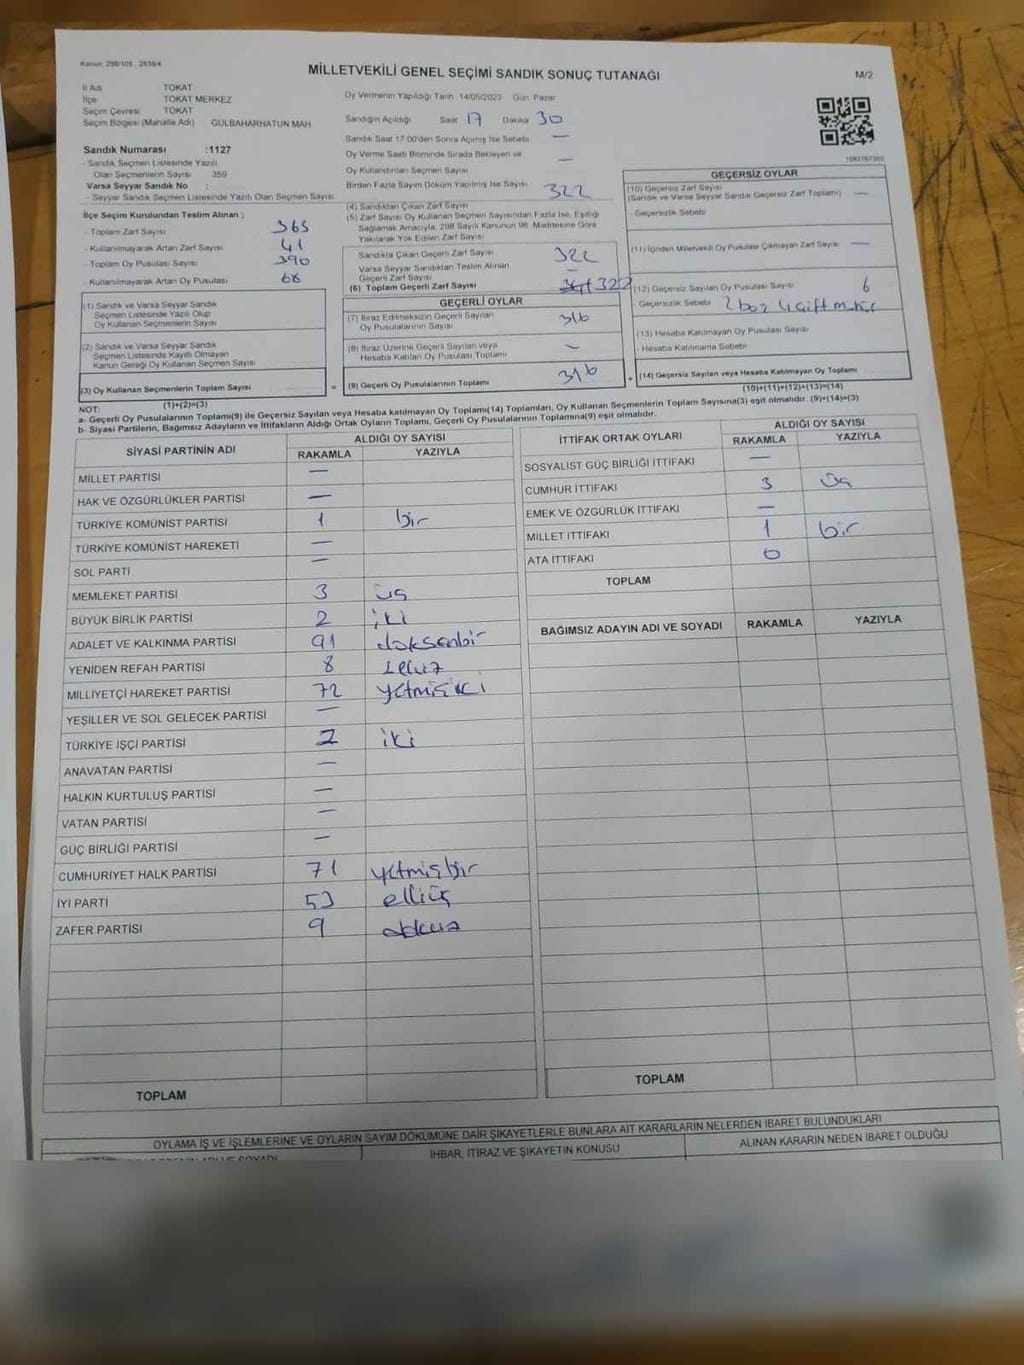 Kanun: 298/105 - 2839/4
MİLLETVEKİLİ GENEL SEÇİMİ SANDIK SONUÇ TUTANAĞI
M/2
İl Adı TOKAT
İlçe TOKAT MERKEZ
Seçim Çevresi TOKAT
Seçim Bölgesi (Mahalle Adı) GÜLBAHARHATUN MAH
Sandık Numarası :1127
- Sandık Seçmen Listesinde Yazılı
Olan Seçmenlerin Sayısı 359
Varsa Seyyar Sandık No :
- Seyyar Sandık Seçmen Listesinde Yazılı Olan Seçmen Sayısı
İlçe Seçim Kurulundan Teslim Alınan ;
- Toplam Zarf Sayısı 365
- Kullanılmayarak Artan Zarf Sayısı 41
- Toplam Oy Pusulası Sayısı 390
- Kullanılmayarak Artan Oy Pusulası 68
(1) Sandık ve Varsa Seyyar Sandık
Seçmen Listesinde Yazılı Olup
Oy Kullanan Seçmenlerin Sayısı
(2) Sandık ve Varsa Seyyar Sandık
Seçmen Listesinde Kayıtlı Olmayan
Kanun Gereği Oy Kullanan Seçmen Sayısı
(3) Oy Kullanan Seçmenlerin Toplam Sayısı
(1)+(2)=(3)
Oy Vermenin Yapıldığı Tarih 14/05/2023 Gün: Pazar
Sandığın Açıldığı Saat 17 Dakika 30
Sandık Saat 17.00'den Sonra Açmış İse Sebebi —
Oy Verme Saati Bitiminde Sırada Bekleyen ve
Oy Kullandırılan Seçmen Sayısı —
Birden Fazla Sayım Döküm Yapılmış İse Sayısı
(4) Sandıktan Çıkan Zarf Sayısı 322
(5) Zarf Sayısı Oy Kullanan Seçmen Sayısından Fazla İse, Eşitliği
Sağlamak Amacıyla, 298 Sayılı Kanunun 98. Maddesine Göre
Yakılarak Yok Edilen Zarf Sayısı
Sandıkta Çıkan Geçerli Zarf Sayısı 322
Varsa Seyyar Sandıktan Teslim Alınan
Geçerli Zarf Sayısı —
(6) Toplam Geçerli Zarf Sayısı 322
GEÇERLİ OYLAR
(7) İtiraz Edilmeksizin Geçerli Sayılan
Oy Pusulalarının Sayısı 316
(8) İtiraz Üzerine Geçerli Sayılan veya
Hesaba Katılan Oy Pusulası Toplamı —
= (9) Geçerli Oy Pusulalarının Toplamı 316
1083767305
GEÇERSİZ OYLAR
(10) Geçersiz Zarf Sayısı
(Sandık ve Varsa Seyyar Sandık Geçersiz Zarf Toplamı) —
- Geçersizlik Sebebi
(11) İçinden Milletvekili Oy Pusulası Çıkmayan Zarf Sayısı —
(12) Geçersiz Sayılan Oy Pusulası Sayısı 6
- Geçersizlik Sebebi 2 boş 4 çift mühür
(13) Hesaba Katılmayan Oy Pusulası Sayısı
- Hesaba Katılmama Sebebi
+ (14) Geçersiz Sayılan veya Hesaba Katılmayan Oy Toplamı
(10)+(11)+(12)+(13)=(14)
NOT:
a- Geçerli Oy Pusulalarının Toplamı(9) ile Geçersiz Sayılan veya Hesaba Katılmayan Oy Toplamı(14) Toplamları, Oy Kullanan Seçmenlerin Toplam Sayısına(3) eşit olmalıdır. (9)+(14)=(3)
b- Siyasi Partilerin, Bağımsız Adayların ve İttifakların Aldığı Ortak Oyların Toplamı, Geçerli Oy Pusulalarının Toplamına(9) eşit olmalıdır.
SİYASİ PARTİNİN ADI ALDIĞI OY SAYISI
RAKAMLA YAZIYLA
MİLLET PARTİSİ —
HAK VE ÖZGÜRLÜKLER PARTİSİ —
TÜRKİYE KOMÜNİST PARTİSİ 1 bir
TÜRKİYE KOMÜNİST HAREKETİ —
SOL PARTİ —
MEMLEKET PARTİSİ 3 üç
BÜYÜK BİRLİK PARTİSİ 2 iki
ADALET VE KALKINMA PARTİSİ 91 doksanbir
YENİDEN REFAH PARTİSİ 8 sekiz
MİLLİYETÇİ HAREKET PARTİSİ 72 yetmişiki
YEŞİLLER VE SOL GELECEK PARTİSİ —
TÜRKİYE İŞÇİ PARTİSİ 2 iki
ANAVATAN PARTİSİ —
HALKIN KURTULUŞ PARTİSİ —
VATAN PARTİSİ —
GÜÇ BİRLİĞİ PARTİSİ —
CUMHURİYET HALK PARTİSİ 71 yetmişbir
İYİ PARTİ 53 elliüç
ZAFER PARTİSİ 9 dokuz
TOPLAM
İTTİFAK ORTAK OYLARI ALDIĞI OY SAYISI
RAKAMLA YAZIYLA
SOSYALİST GÜÇ BİRLİĞİ İTTİFAKI —
CUMHUR İTTİFAKI 3 üç
EMEK VE ÖZGÜRLÜK İTTİFAKI —
MİLLET İTTİFAKI 1 bir
ATA İTTİFAKI 0
TOPLAM
BAĞIMSIZ ADAYIN ADI VE SOYADI RAKAMLA YAZIYLA
TOPLAM
OYLAMA İŞ VE İŞLEMLERİNE VE OYLARIN SAYIM DÖKÜMÜNE DAİR ŞİKAYETLERLE BUNLARA AİT KARARLARIN NELERDEN İBARET BULUNDUKLARI
İHBAR, İTİRAZ VE ŞİKAYETİN KONUSU
ALINAN KARARIN NEDEN İBARET OLDUĞU